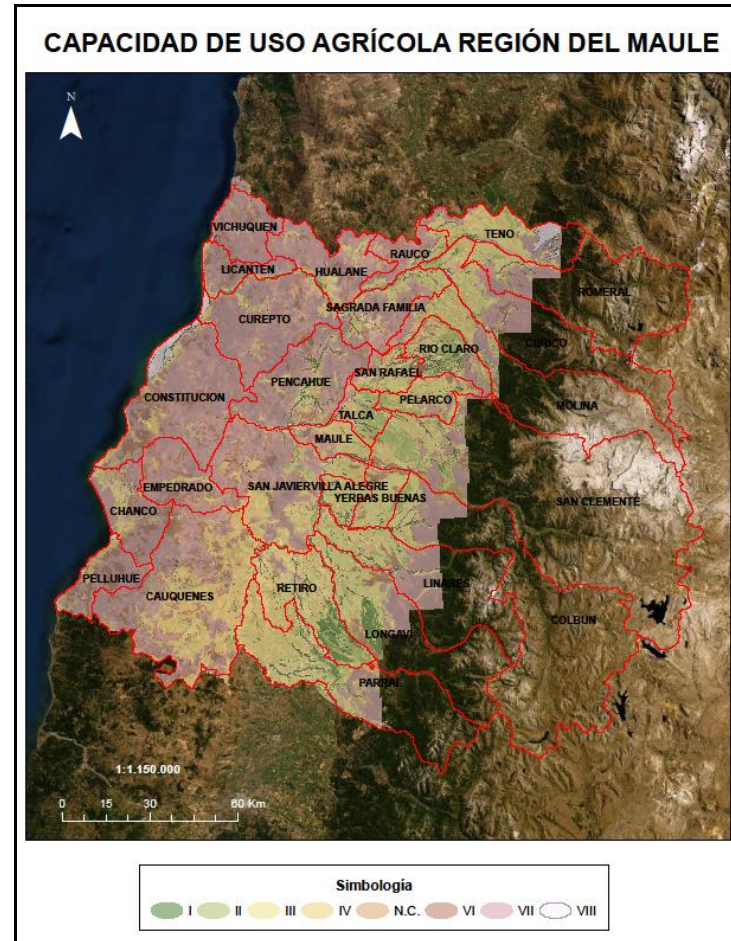 CAPACIDAD DE USO AGRÍCOLA REGIÓN DEL MAULE
N
VICHUQUEN
TENO
RAUCO
LICANTEN
HUALANE
ROMERAL
SAGRADA FAMILIA
CUREPTO
CURICO
RIO CLARO
SAN RAFAEL
PENCAHUE
CONSTITUCION
PELARCO
MOLINA
TALCA
MAULE
EMPEDRADO
SAN JAVIER
VILLA ALEGRE
YERBAS BUENAS
SAN CLEMENTE
CHANCO
PELLUHUE
RETIRO
LINARES
CAUQUENES
COLBUN
LONGAVI
PARRAL
1:1.150.000
0 15 30 60 Km
Simbología
I II III IV N.C. VI VII VIII